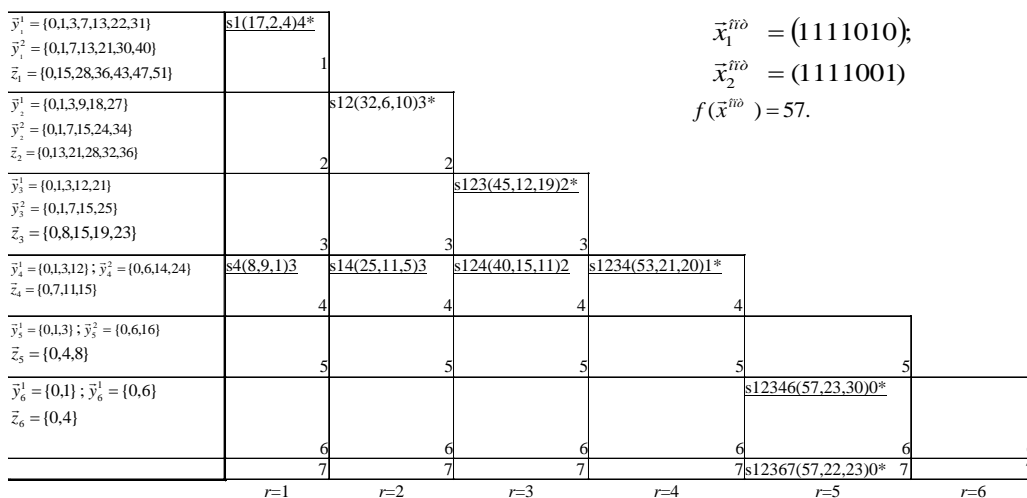 y⃗₁¹ = {0,1,3,7,13,22,31}
y⃗₁² = {0,1,7,13,21,30,40}
z⃗₁ = {0,15,28,36,43,47,51}
s1(17,2,4)4*
1
x⃗₁ îïò = (1111010);
x⃗₂ îïò = (1111001)
f(x⃗ îïò) = 57.
y⃗₂¹ = {0,1,3,9,18,27}
y⃗₂² = {0,1,7,15,24,34}
z⃗₂ = {0,13,21,28,32,36}
s12(32,6,10)3*
2 2
y⃗₃¹ = {0,1,3,12,21}
y⃗₃² = {0,1,7,15,25}
z⃗₃ = {0,8,15,19,23}
s123(45,12,19)2*
3 3 3
y⃗₄¹ = {0,1,3,12} ; y⃗₄² = {0,6,14,24}
z⃗₄ = {0,7,11,15}
s4(8,9,1)3 s14(25,11,5)3 s124(40,15,11)2 s1234(53,21,20)1*
4 4 4 4
y⃗₅¹ = {0,1,3} ; y⃗₅² = {0,6,16}
z⃗₅ = {0,4,8}
5 5 5 5 5
y⃗₆¹ = {0,1} ; y⃗₆¹ = {0,6}
z⃗₆ = {0,4}
s12346(57,23,30)0*
6 6 6 6 6
7 7 7 7 s12367(57,22,23)0* 7
r=1 r=2 r=3 r=4 r=5 r=6